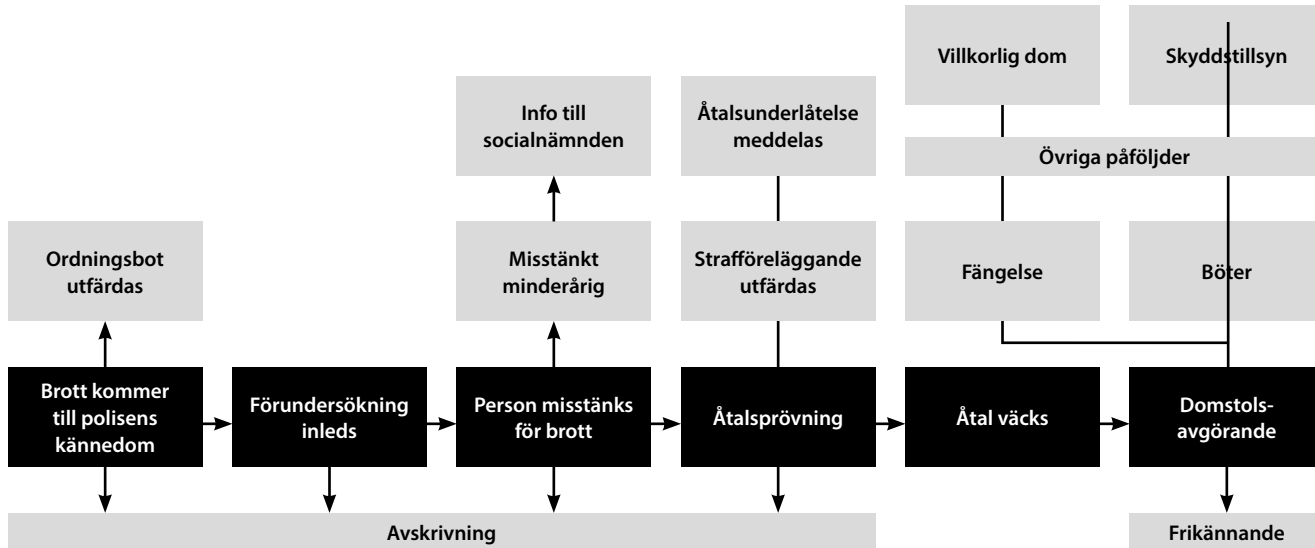 Villkorlig dom
Skyddstillsyn
Info till
socialnämnden
Åtalsunderlåtelse
meddelas
Övriga påföljder
Ordningsbot
utfärdas
Misstänkt
minderårig
Strafföreläggande
utfärdas
Fängelse
Böter
Brott kommer
till polisens
kännedom
Förundersökning
inleds
Person misstänks
för brott
Åtalsprövning
Åtal väcks
Domstols-
avgörande
Avskrivning
Frikännande